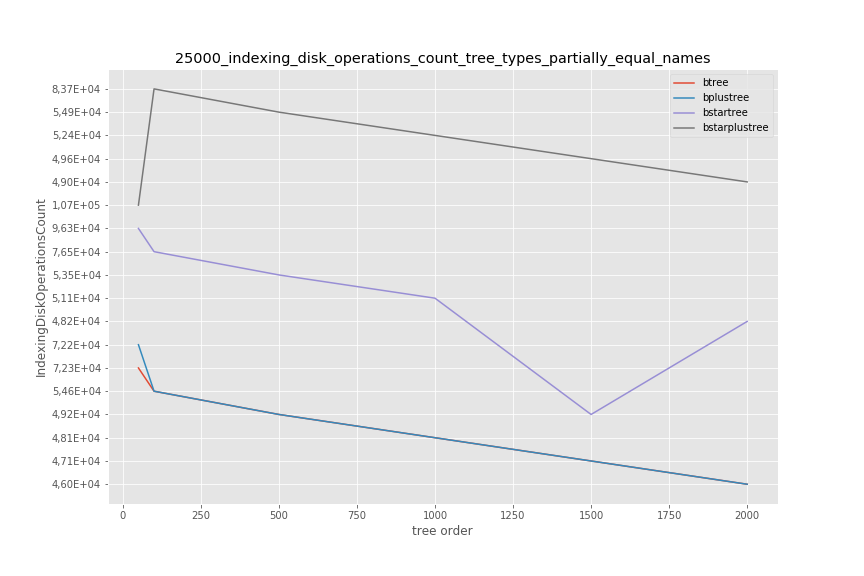 25000_indexing_disk_operations_count_tree_types_partially_equal_names
btree
bplustree
bstartree
bstarplustree
8,37E+04
5,49E+04
5,24E+04
4,96E+04
4,90E+04
1,07E+05
9,63E+04
7,65E+04
5,35E+04
5,11E+04
4,82E+04
7,22E+04
7,23E+04
5,46E+04
4,92E+04
4,81E+04
4,71E+04
4,60E+04
IndexingDiskOperationsCount
0 250 500 750 1000 1250 1500 1750 2000
tree order